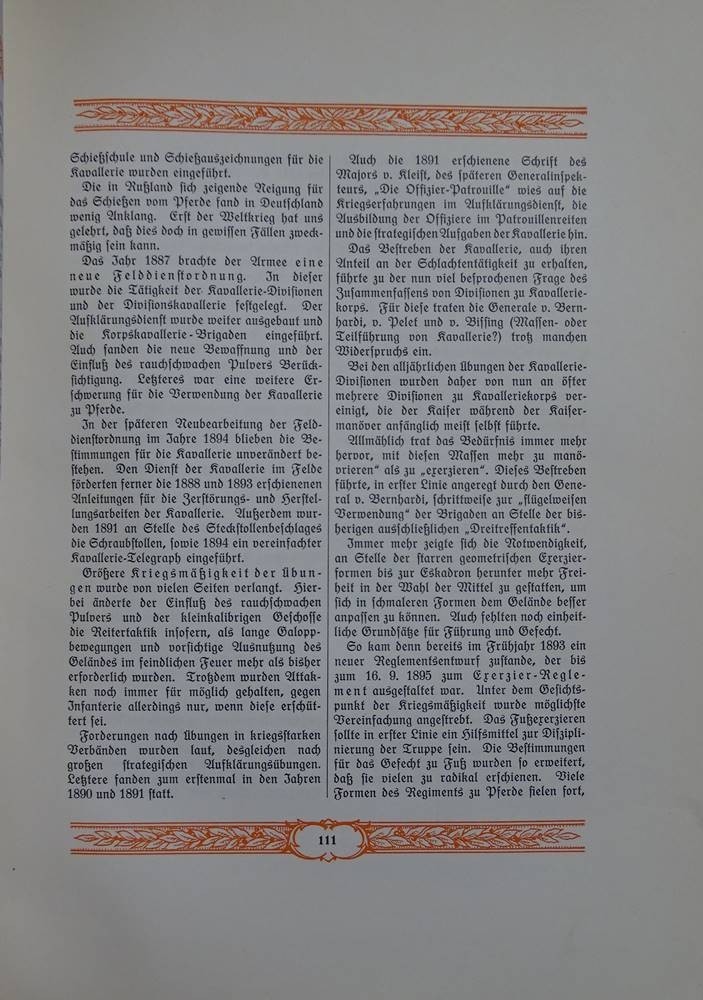 Schießschule und Schießauszeichnungen für die
Kavallerie wurden eingeführt.
Die in Rußland sich zeigende Neigung für
das Schießen vom Pferde fand in Deutschland
wenig Anklang. Erst der Weltkrieg hat uns
gelehrt, daß dies doch in gewissen Fällen zweck-
mäßig sein kann.
Das Jahr 1887 brachte der Armee eine
neue Felddienstordnung. In dieser
wurde die Tätigkeit der Kavallerie-Divisionen
und der Divisionskavallerie festgelegt. Der
Aufklärungsdienst wurde weiter ausgebaut und
die Korpskavallerie-Brigaden eingeführt.
Auch fanden die neue Bewaffnung und der
Einfluß des rauchschwachen Pulvers Berück-
sichtigung. Letzteres war eine weitere Er-
schwerung für die Verwendung der Kavallerie
zu Pferde.
In der späteren Neubearbeitung der Feld-
dienstordnung im Jahre 1894 blieben die Be-
stimmungen für die Kavallerie unverändert be-
stehen. Den Dienst der Kavallerie im Felde
förderten ferner die 1888 und 1893 erschienenen
Anleitungen für die Zerstörungs- und Herstel-
lungsarbeiten der Kavallerie. Außerdem wur-
den 1891 an Stelle des Steckstollenbeschlages
die Schraubstollen, sowie 1894 ein vereinfachter
Kavallerie-Telegraph eingeführt.
Größere Kriegsmäßigkeit der Übun-
gen wurde von vielen Seiten verlangt. Hier-
bei änderte der Einfluß des rauchschwachen
Pulvers und der kleinkalibrigen Geschosse
die Reitertaktik insofern, als lange Galopp-
bewegungen und vorsichtige Ausnutzung des
Geländes im feindlichen Feuer mehr als bisher
erforderlich wurden. Trotzdem wurden Attak-
ken noch immer für möglich gehalten, gegen
Infanterie allerdings nur, wenn diese erschüt-
tert sei.
Forderungen nach Übungen in kriegsstarken
Verbänden wurden laut, desgleichen nach
großen strategischen Aufklärungsübungen.
Letztere fanden zum erstenmal in den Jahren
1890 und 1891 statt.
Auch die 1891 erschienene Schrift des
Majors v. Kleist, des späteren Generalinspek-
teurs, „Die Offizier-Patrouille“ wies auf die
Kriegserfahrungen im Aufklärungsdienst, die
Ausbildung der Offiziere im Patrouillenreiten
und die strategischen Aufgaben der Kavallerie hin.
Das Bestreben der Kavallerie, auch ihren
Anteil an der Schlachtentätigkeit zu erhalten,
führte zu der nun viel besprochenen Frage des
Zusammenfassens von Divisionen zu Kavallerie-
korps. Für diese traten die Generale v. Bern-
hardi, v. Pelet und v. Bissing (Massen- oder
Teilführung von Kavallerie?) trotz manchen
Widerspruchs ein.
Bei den alljährlichen Übungen der Kavallerie-
Divisionen wurden daher von nun an öfter
mehrere Divisionen zu Kavalleriekorps ver-
einigt, die der Kaiser während der Kaiser-
manöver anfänglich meist selbst führte.
Allmählich trat das Bedürfnis immer mehr
hervor, mit diesen Massen mehr zu manö-
vrieren“ als zu „exerzieren“. Dieses Bestreben
führte, in erster Linie angeregt durch den Gene-
ral v. Bernhardi, schrittweise zur „flügelweisen
Verwendung“ der Brigaden an Stelle der bis-
herigen ausschließlichen „Dreitreffentaktik“.
Immer mehr zeigte sich die Notwendigkeit,
an Stelle der starren geometrischen Exerzier-
formen bis zur Eskadron herunter mehr Frei-
heit in der Wahl der Mittel zu gestatten, um
sich in schmaleren Formen dem Gelände besser
anpassen zu können. Auch fehlten noch einheit-
liche Grundsätze für Führung und Gefecht.
So kam denn bereits im Frühjahr 1893 ein
neuer Reglementsentwurf zustande, der bis
zum 16. 9. 1895 zum Exerzier-Regle-
ment ausgestaltet war. Unter dem Gesichts-
punkt der Kriegsmäßigkeit wurde möglichste
Vereinfachung angestrebt. Das Fußexerzieren
sollte in erster Linie ein Hilfsmittel zur Diszipli-
nierung der Truppe sein. Die Bestimmungen
für das Gefecht zu Fuß wurden so erweitert,
daß sie vielen zu radikal erschienen. Viele
Formen des Regiments zu Pferde fielen fort,
111